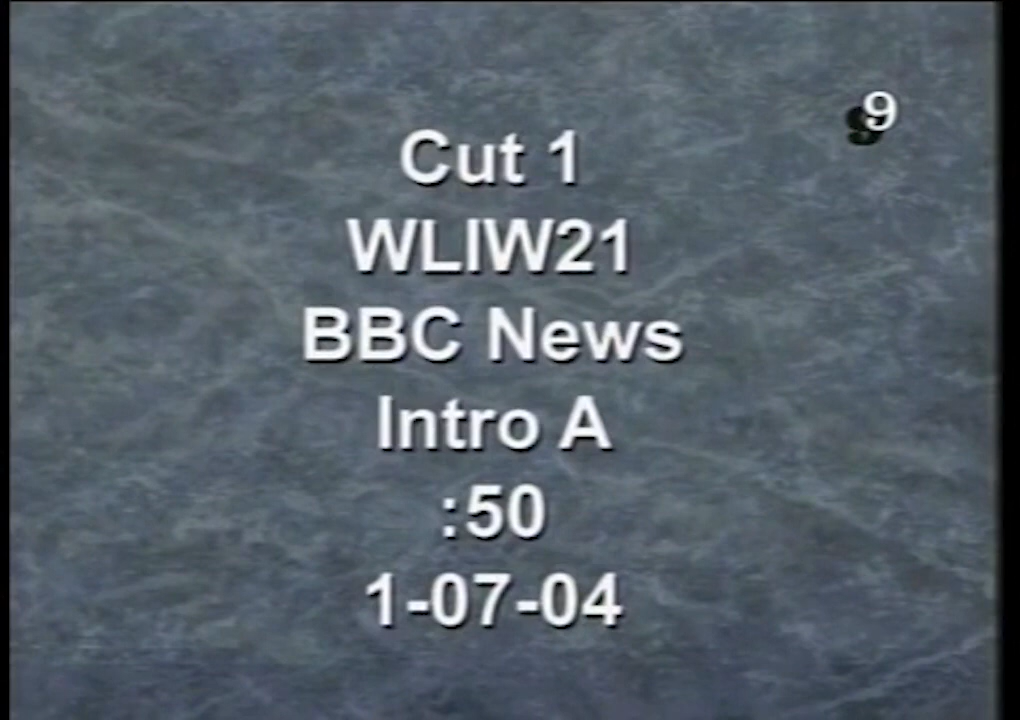 9
Cut 1
WLIW21
BBC News
Intro A
:50
1-07-04